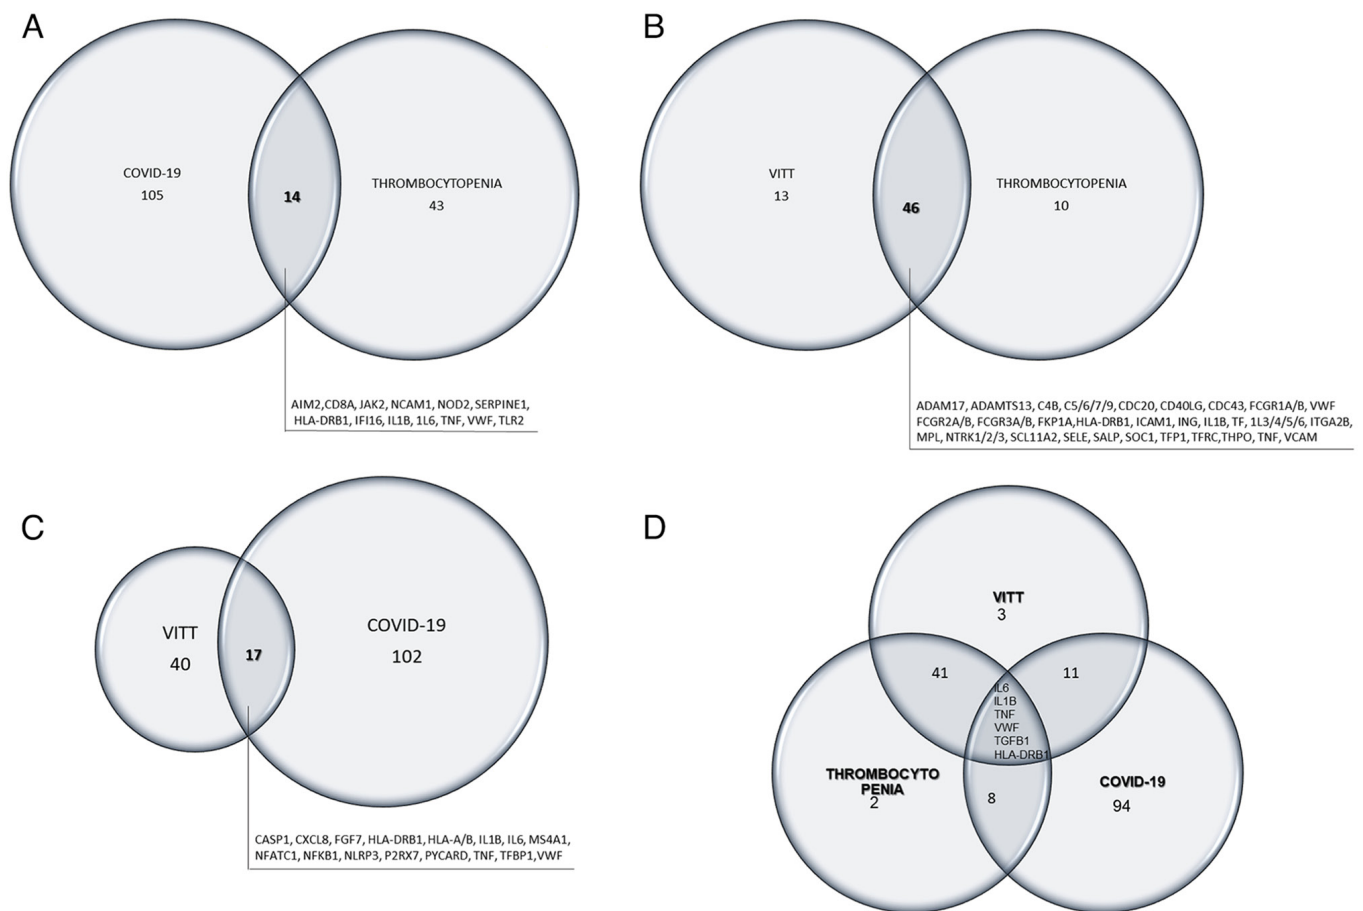 A
COVID-19
105
14
THROMBOCYTOPENIA
43
AIM2,CD8A, JAK2, NCAM1, NOD2, SERPINE1,
HLA-DRB1, IFI16, IL1B, 1L6, TNF, VWF, TLR2
B
VITT
13
46
THROMBOCYTOPENIA
10
ADAM17, ADAMTS13, C4B, C5/6/7/9, CDC20, CD40LG, CDC43, FCGR1A/B, VWF
FCGR2A/B, FCGR3A/B, FKP1A,HLA-DRB1, ICAM1, ING, IL1B, TF, 1L3/4/5/6, ITGA2B,
MPL, NTRK1/2/3, SCL11A2, SELE, SALP, SOC1, TFP1, TFRC,THPO, TNF, VCAM
C
VITT
40
17
COVID-19
102
CASP1, CXCL8, FGF7, HLA-DRB1, HLA-A/B, IL1B, IL6, MS4A1,
NFATC1, NFKB1, NLRP3, P2RX7, PYCARD, TNF, TFBP1,VWF
D
VITT
3
41
11
IL6
IL1B
TNF
VWF
TGFB1
HLA-DRB1
THROMBOCYTO
PENIA
2
8
COVID-19
94